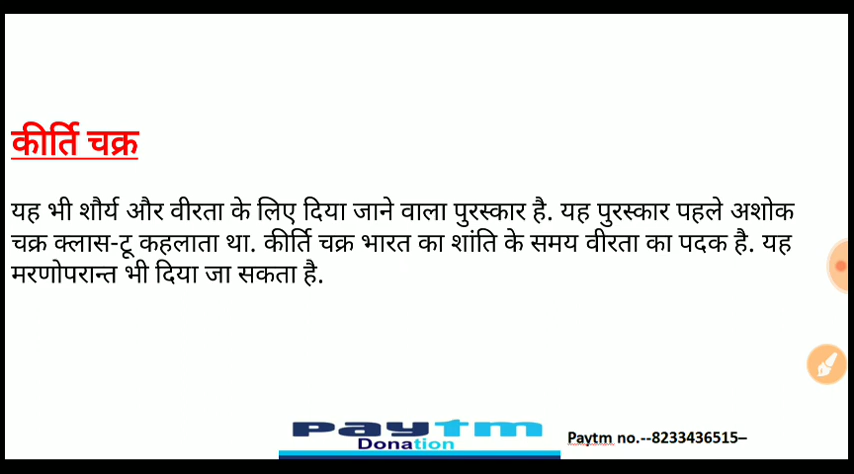 कीर्ति चक्र
यह भी शौर्य और वीरता के लिए दिया जाने वाला पुरस्कार है. यह पुरस्कार पहले अशोक
चक्र क्लास-टू कहलाता था. कीर्ति चक्र भारत का शांति के समय वीरता का पदक है. यह
मरणोपरान्त भी दिया जा सकता है.
paytm
Donation
Paytm no.--8233436515–